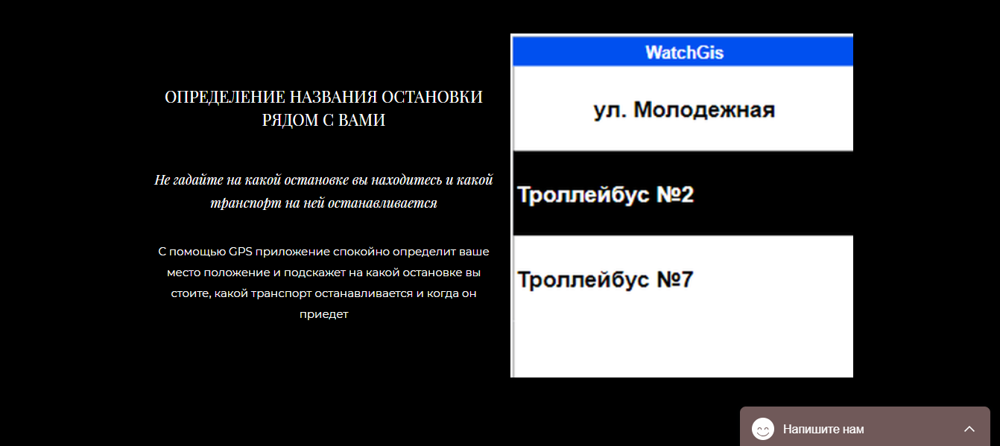 ОПРЕДЕЛЕНИЕ НАЗВАНИЯ ОСТАНОВКИ
РЯДОМ С ВАМИ
Не гадайте на какой остановке вы находитесь и какой
транспорт на ней останавливается
С помощью GPS приложение спокойно определит ваше
место положение и подскажет на какой остановке вы
стоите, какой транспорт останавливается и когда он
приедет
WatchGis
ул. Молодежная
Троллейбус №2
Троллейбус №7
Напишите нам